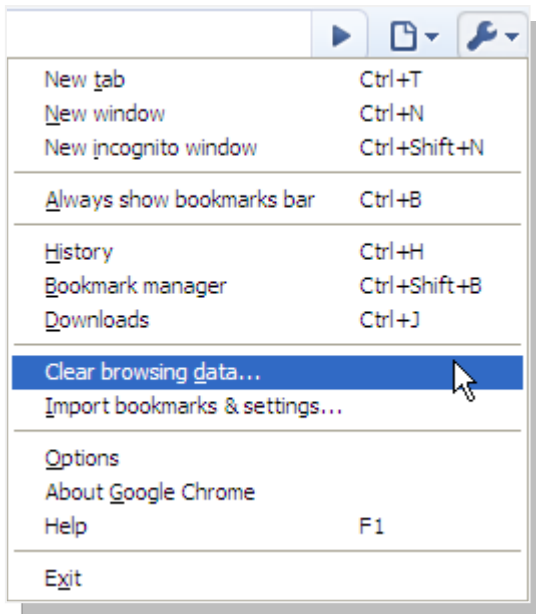 New tab Ctrl+T
New window Ctrl+N
New incognito window Ctrl+Shift+N
Always show bookmarks bar Ctrl+B
History Ctrl+H
Bookmark manager Ctrl+Shift+B
Downloads Ctrl+J
Clear browsing data...
Import bookmarks & settings...
Options
About Google Chrome
Help F1
Exit